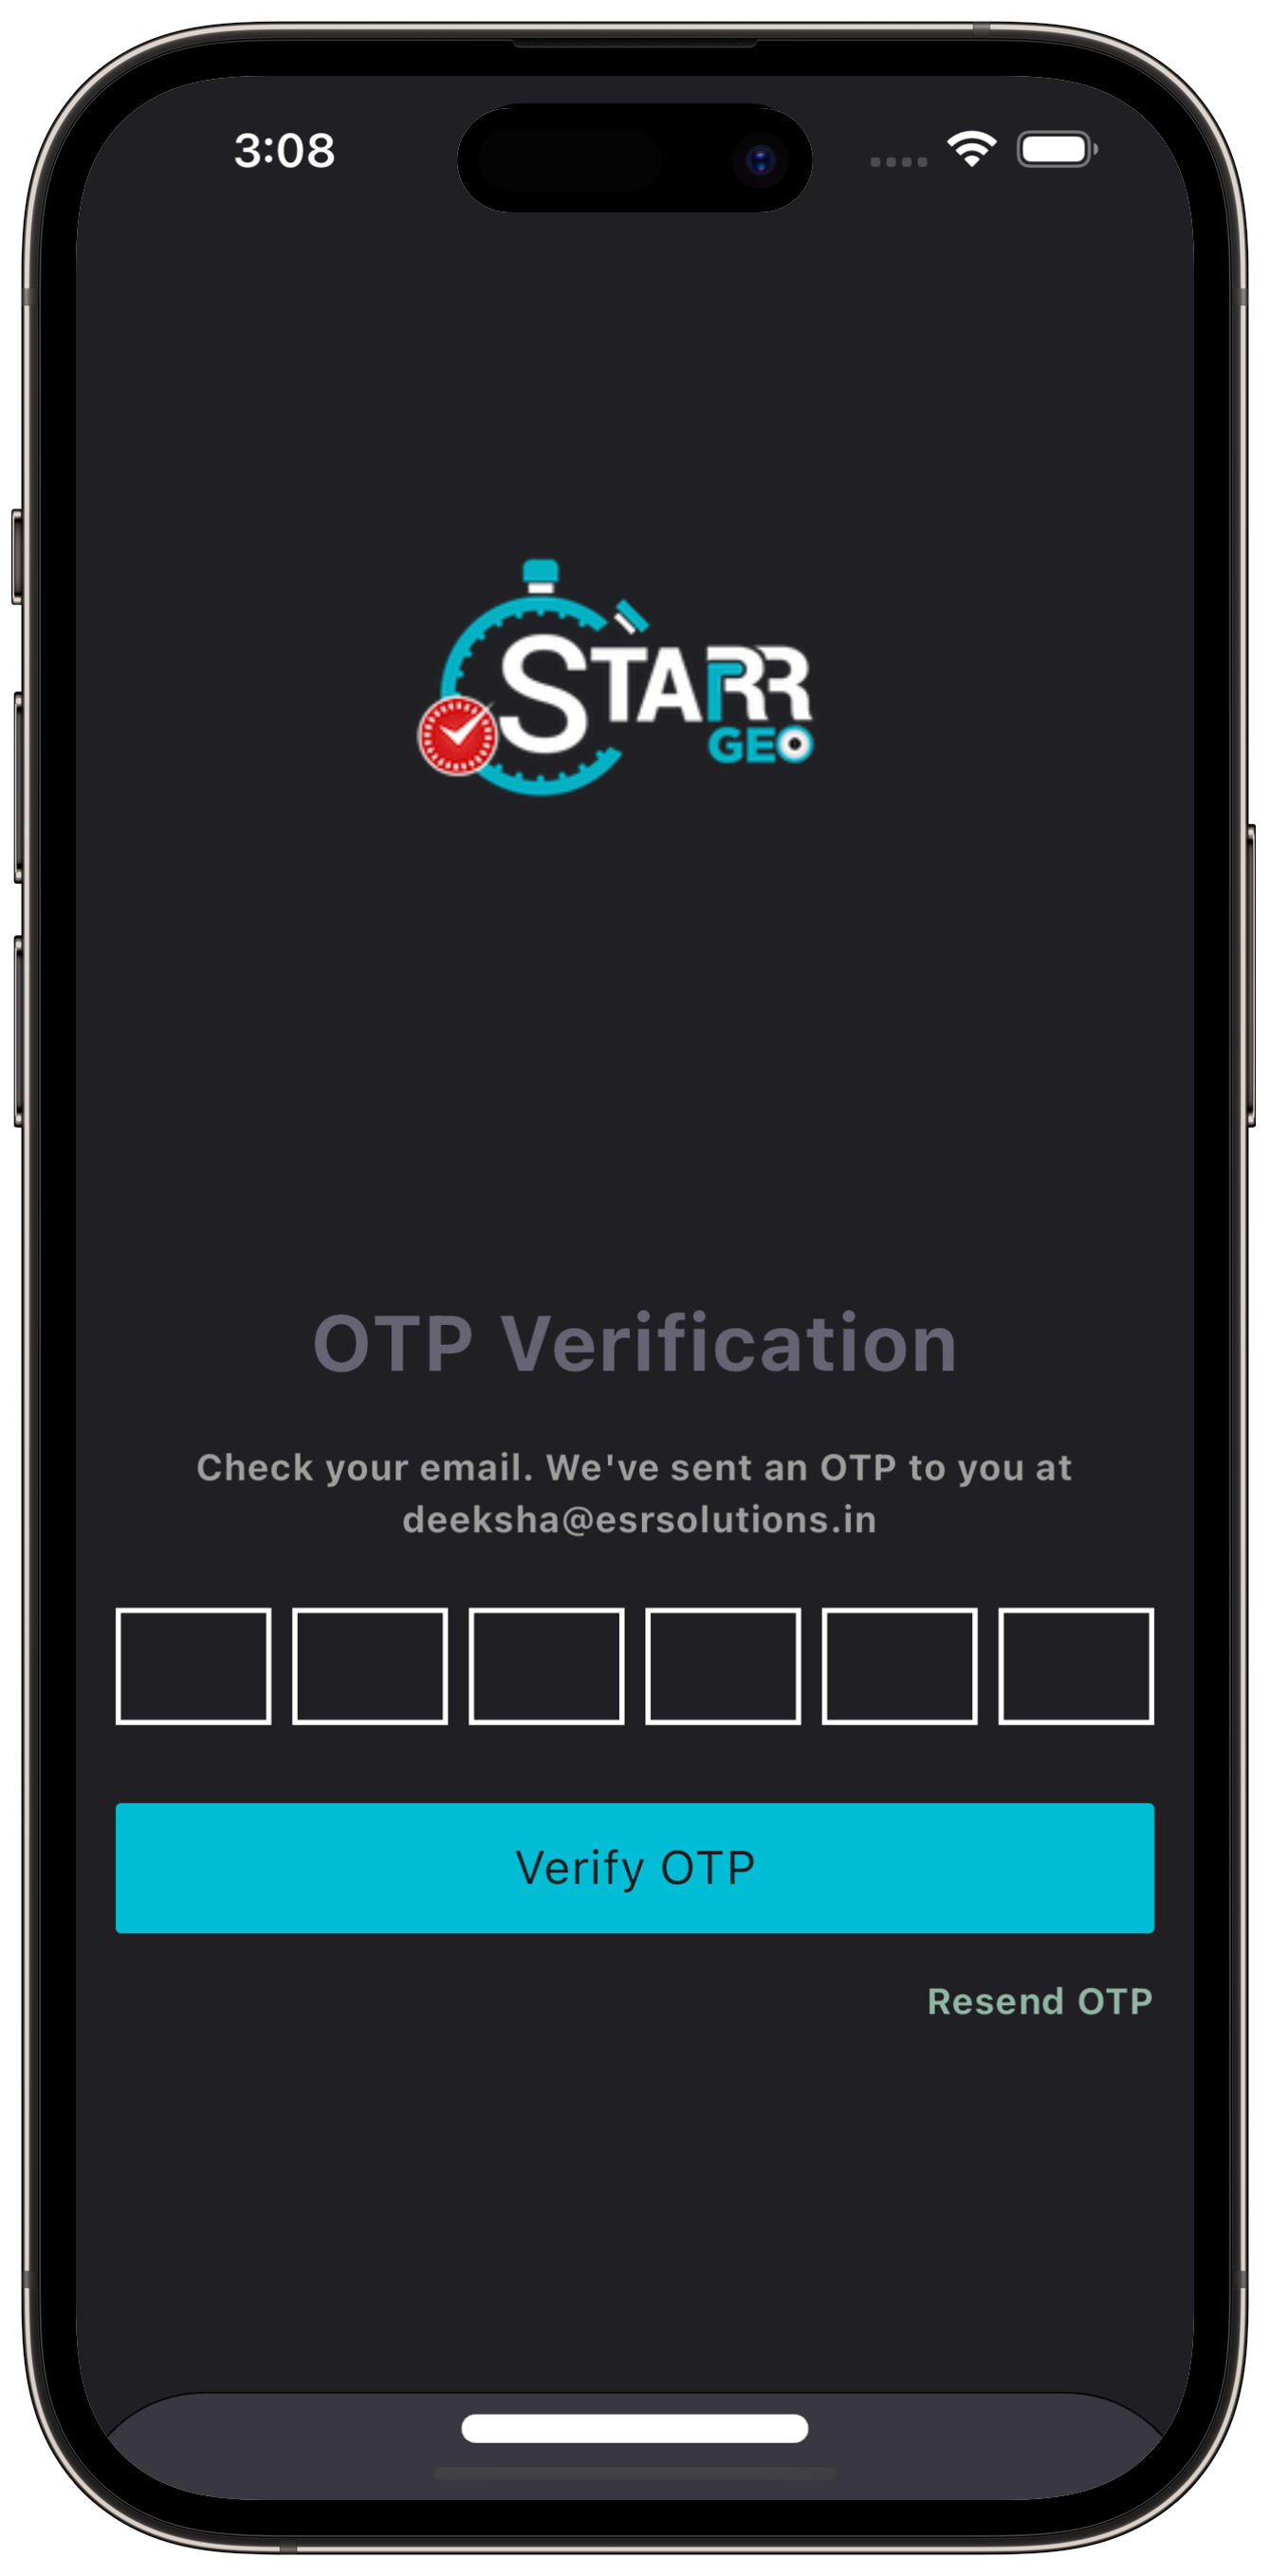 3:08
STARR
GEO
OTP Verification
Check your email. We've sent an OTP to you at
deeksha@esrsolutions.in
Verify OTP
Resend OTP